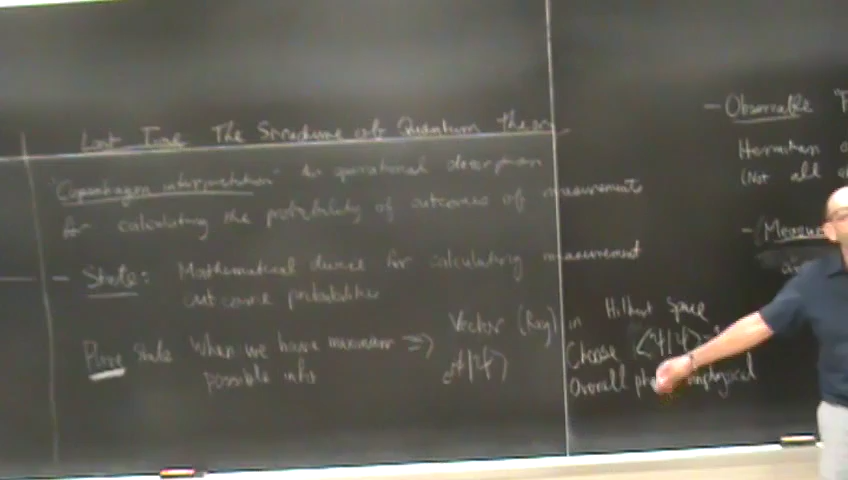 Last Time The Structure of Quantum Theory
"Copenhagen interpretation" An operational description
for calculating the probability of outcomes of measurements
- State: Mathematical device for calculating measurement
outcome probabilities
Pure State When we have maximum possible info ⇒ Vector (Ray) in Hilbert Space
|ψ⟩
Choose ⟨ψ|ψ⟩
Overall phase unphysical
- Observable
Hermitian
(Not all